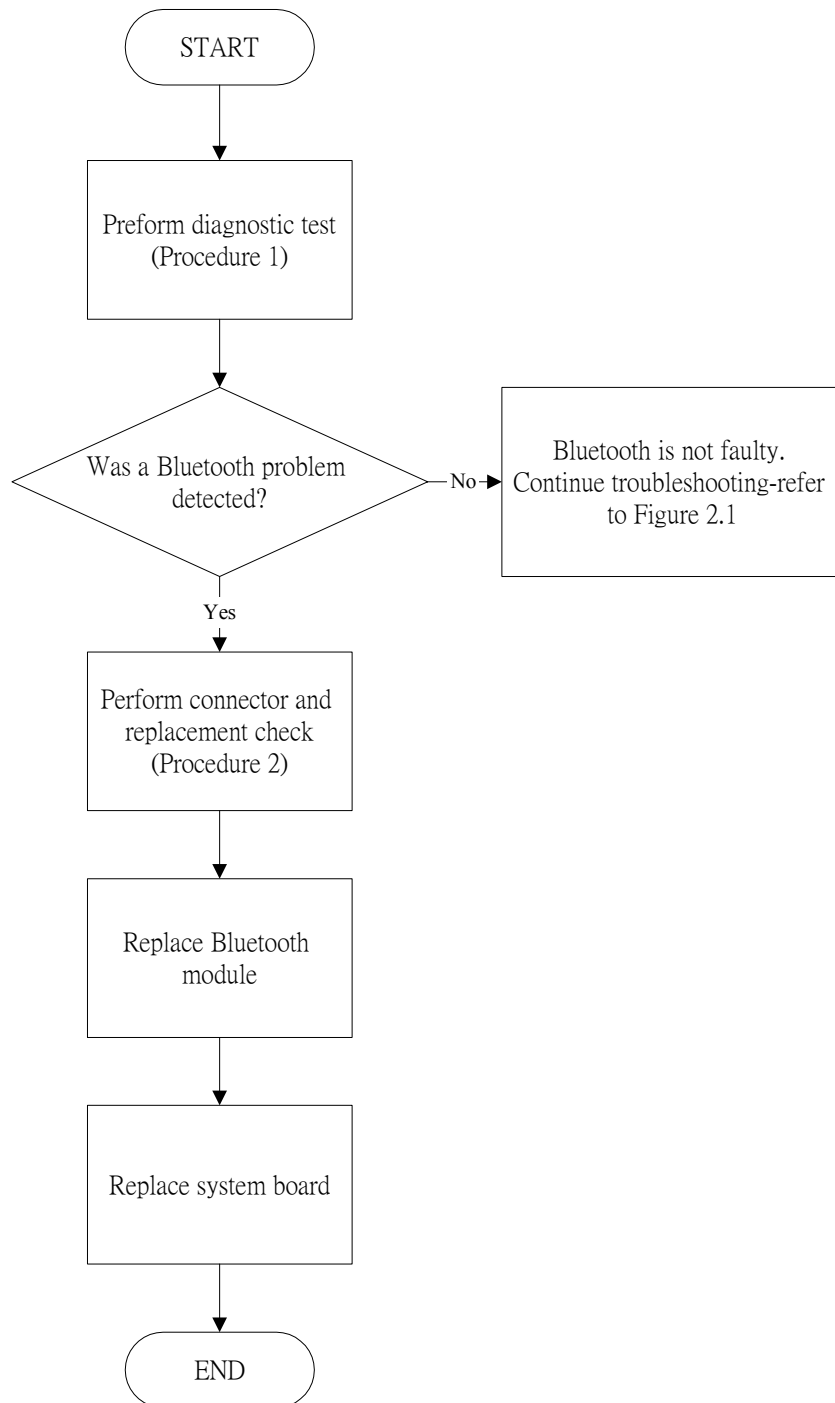 START
Preform diagnostic test
(Procedure 1)
Was a Bluetooth problem
detected?
No
Bluetooth is not faulty.
Continue troubleshooting-refer
to Figure 2.1
Yes
Perform connector and
replacement check
(Procedure 2)
Replace Bluetooth
module
Replace system board
END